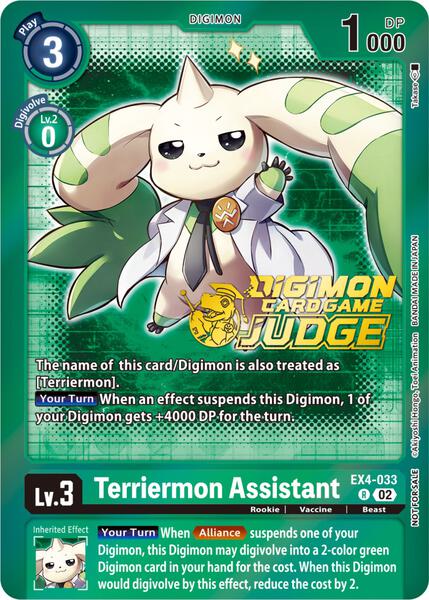 DIGIMON
Play
3
1000
DP
Digivolve
Lv.2
0
DIGIMON
CARD GAME
JUDGE
The name of this card/Digimon is also treated as
[Terriermon].
Your Turn When an effect suspends this Digimon, 1 of
your Digimon gets +4000 DP for the turn.
Lv.3
Terriermon Assistant
EX4-033
R 02
Rookie | Vaccine | Beast
Inherited Effect
Your Turn When Alliance suspends one of your
Digimon, this Digimon may digivolve into a 2-color green
Digimon card in your hand for the cost. When this Digimon
would digivolve by this effect, reduce the cost by 2.
Takase
©Akiyoshi Hongo, Toei Animation BANDAI MADE IN JAPAN
NOT FOR SALE